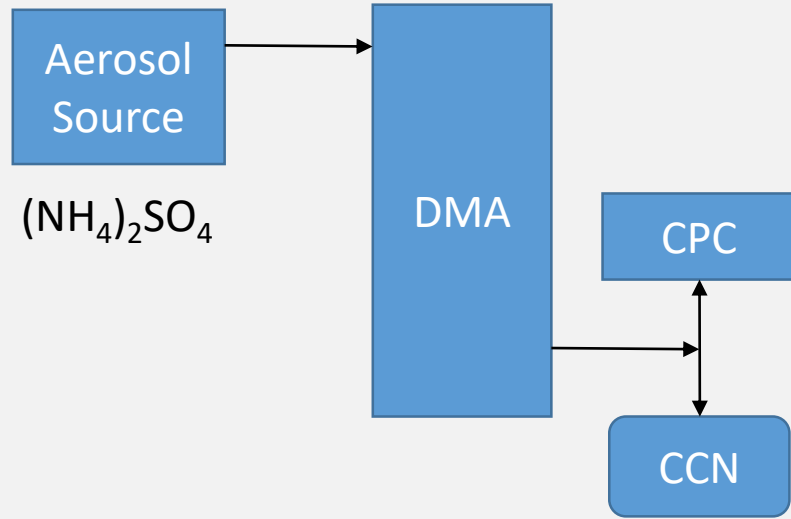 Aerosol
Source
(NH₄)₂SO₄
DMA
CPC
CCN